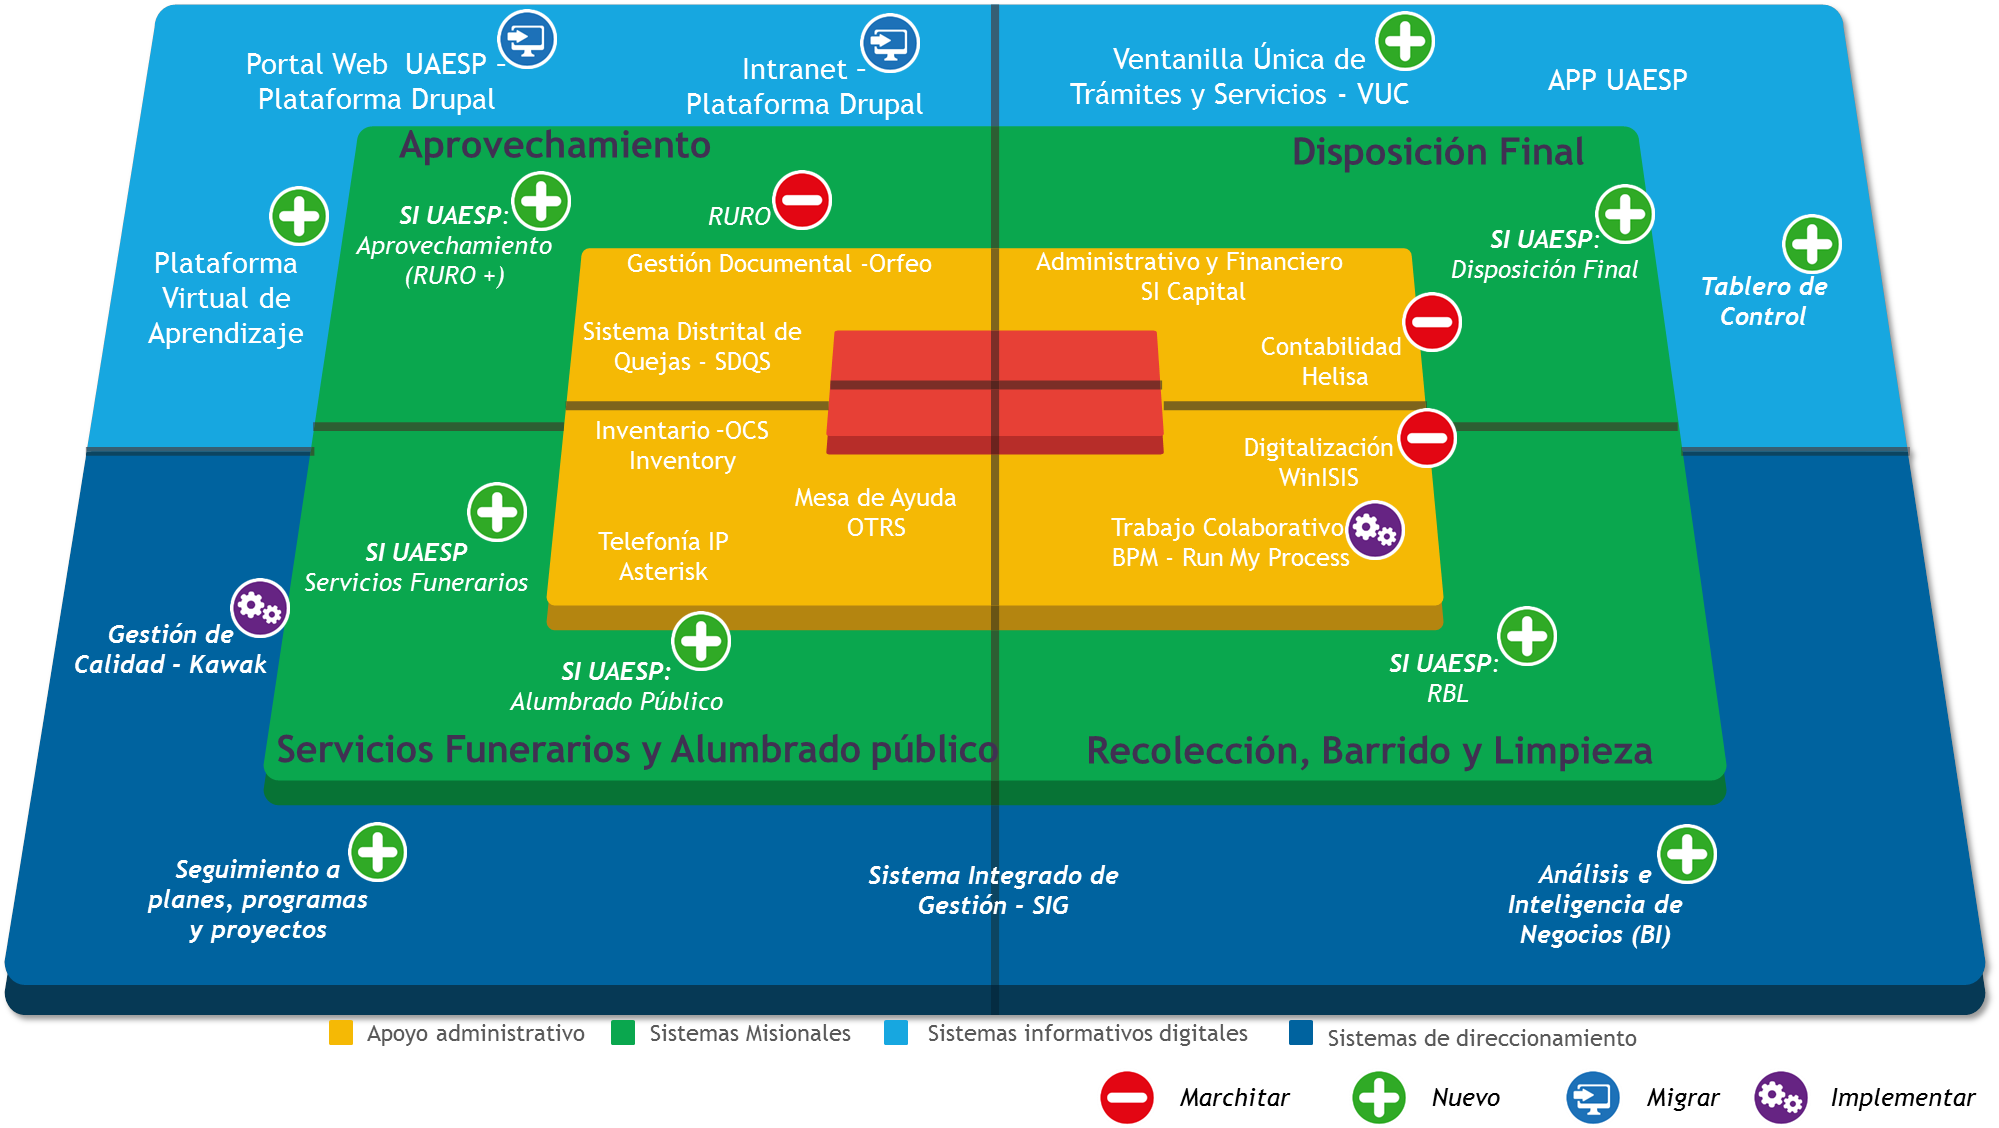 Portal Web  UAESP –
Plataforma Drupal
Intranet –
Plataforma Drupal
Ventanilla Única de
Trámites y Servicios - VUC
APP UAESP
Aprovechamiento
Disposición Final
SI UAESP:
Aprovechamiento
(RURO +)
RURO
SI UAESP:
Disposición Final
Plataforma
Virtual de
Aprendizaje
Tablero de
Control
Gestión Documental -Orfeo
Administrativo y Financiero
SI Capital
Sistema Distrital de
Quejas - SDQS
Contabilidad
Helisa
Inventario –OCS
Inventory
Digitalización
WinISIS
Mesa de Ayuda
OTRS
Telefonía IP
Asterisk
Trabajo Colaborativo
BPM - Run My Process
SI UAESP
Servicios Funerarios
Gestión de
Calidad - Kawak
SI UAESP:
Alumbrado Público
SI UAESP:
RBL
Servicios Funerarios y Alumbrado público
Recolección, Barrido y Limpieza
Seguimiento a
planes, programas
y proyectos
Sistema Integrado de
Gestión - SIG
Análisis e
Inteligencia de
Negocios (BI)
Apoyo administrativo
Sistemas Misionales
Sistemas informativos digitales
Sistemas de direccionamiento
Marchitar
Nuevo
Migrar
Implementar